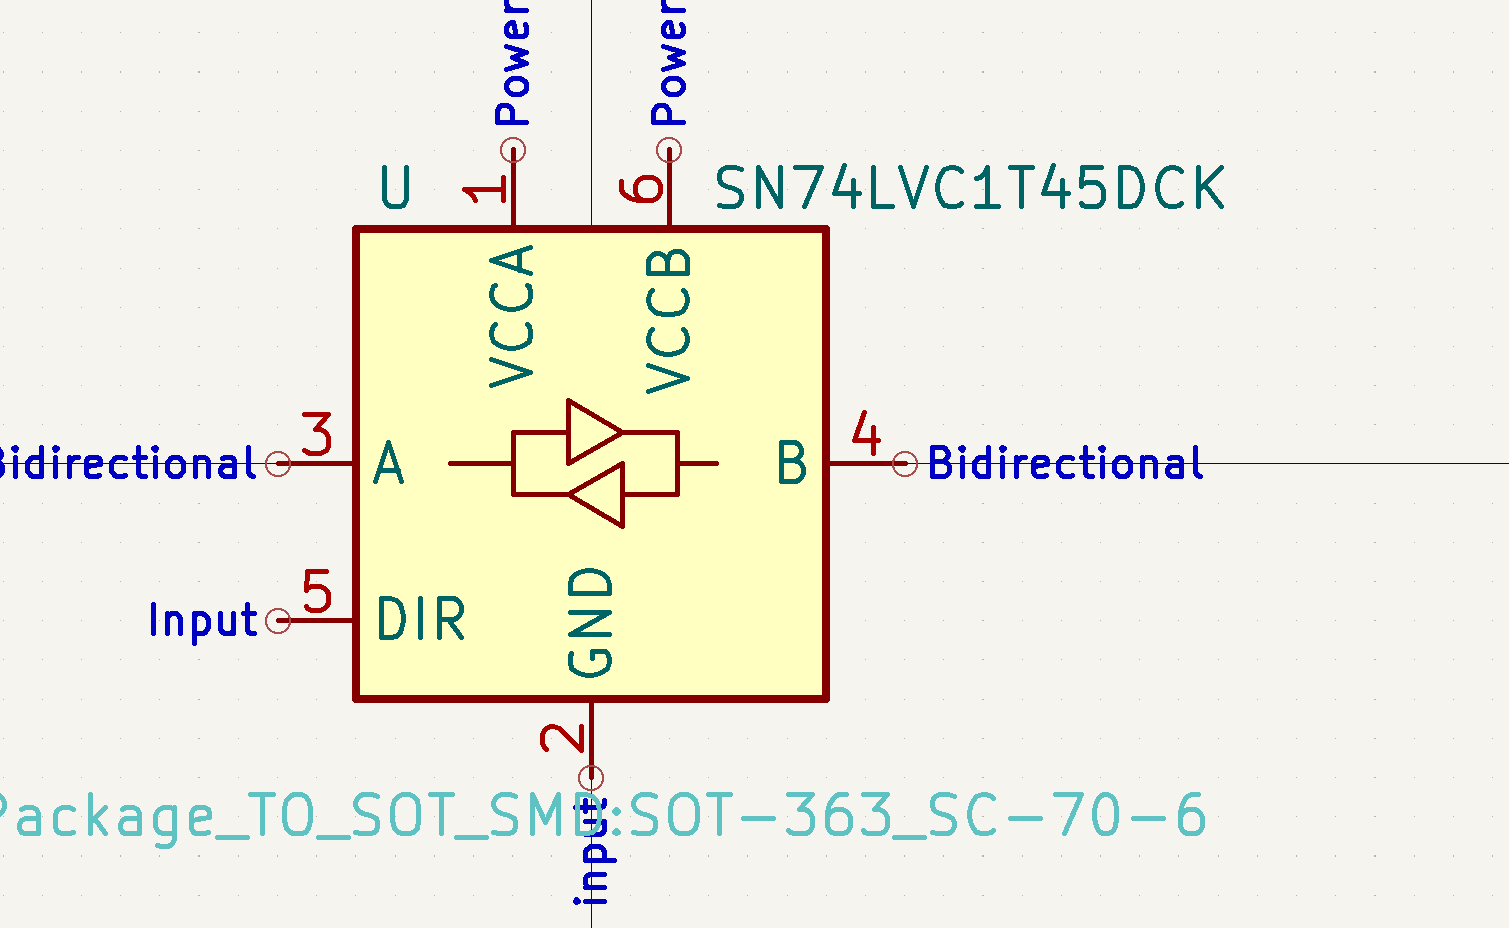 Power
Power
U
1
6
SN74LVC1T45DCK
VCCA
VCCB
3
4
Bidirectional
A
B
Bidirectional
5
Input
DIR
GND
2
Package_TO_SOT_SMD:SOT-363_SC-70-6
input